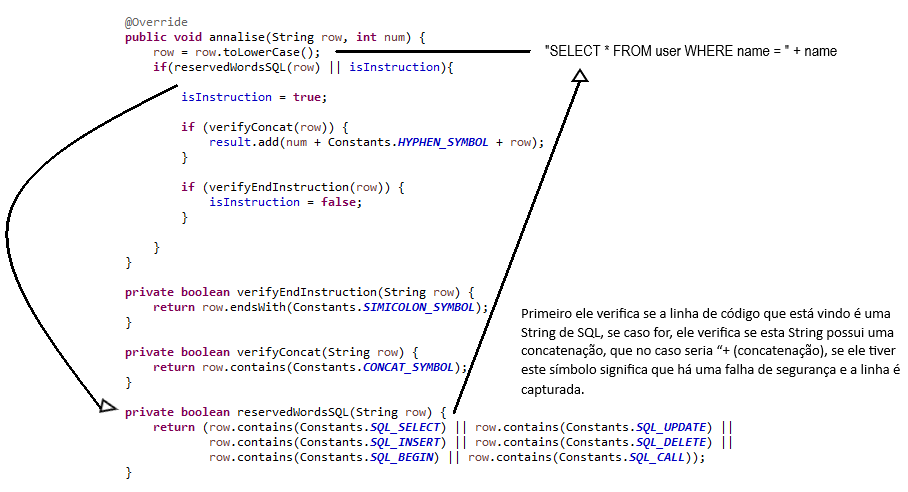 @Override
public void annalise(String row, int num) {
row = row.toLowerCase();
if(reservedWordsSQL(row) || isInstruction){
isInstruction = true;
if (verifyConcat(row)) {
result.add(num + Constants.HYPHEN_SYMBOL + row);
}
if (verifyEndInstruction(row)) {
isInstruction = false;
}
}
}
private boolean verifyEndInstruction(String row) {
return row.endsWith(Constants.SIMICOLON_SYMBOL);
}
private boolean verifyConcat(String row) {
return row.contains(Constants.CONCAT_SYMBOL);
}
private boolean reservedWordsSQL(String row) {
return (row.contains(Constants.SQL_SELECT) || row.contains(Constants.SQL_UPDATE) ||
row.contains(Constants.SQL_INSERT) || row.contains(Constants.SQL_DELETE) ||
row.contains(Constants.SQL_BEGIN) || row.contains(Constants.SQL_CALL));
}
"SELECT * FROM user WHERE name = " + name
Primeiro ele verifica se a linha de código que está vindo é uma
String de SQL, se caso for, ele verifica se esta String possui uma
concatenação, que no caso seria “+ (concatenação), se ele tiver
este símbolo significa que há uma falha de segurança e a linha é
capturada.